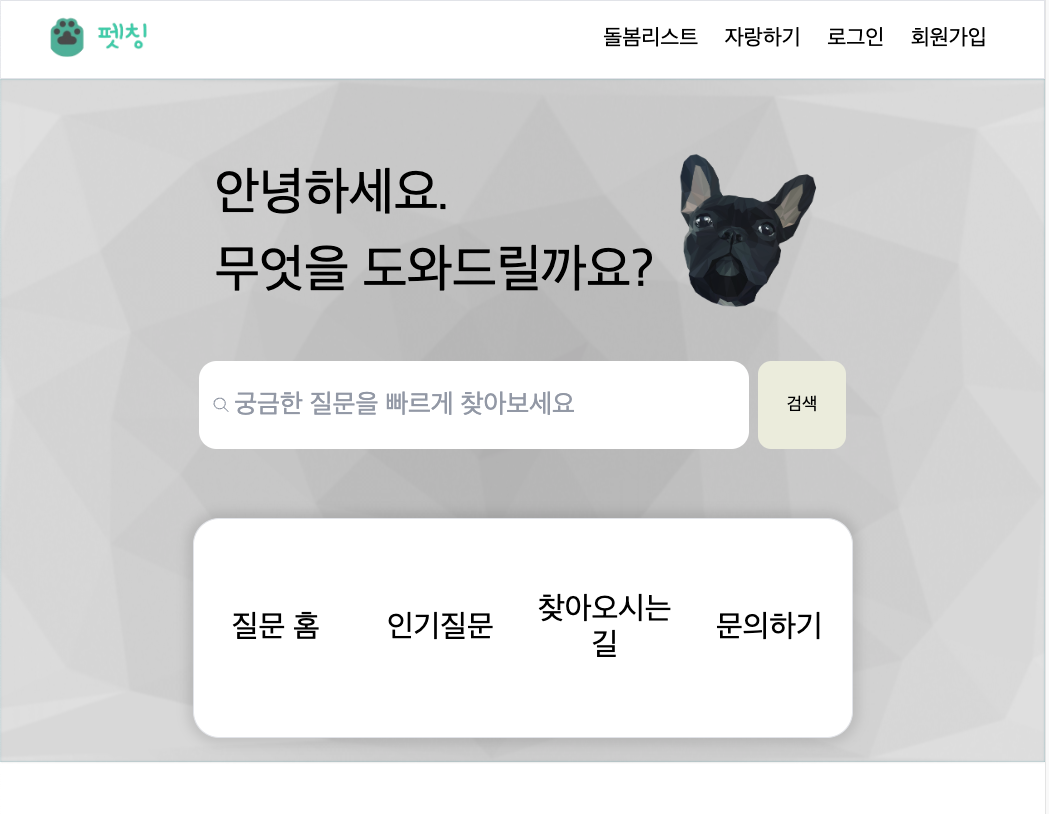 펫칭
돌봄리스트 자랑하기 로그인 회원가입
안녕하세요.
무엇을 도와드릴까요?
궁금한 질문을 빠르게 찾아보세요
검색
질문 홈
인기질문
찾아오시는
길
문의하기